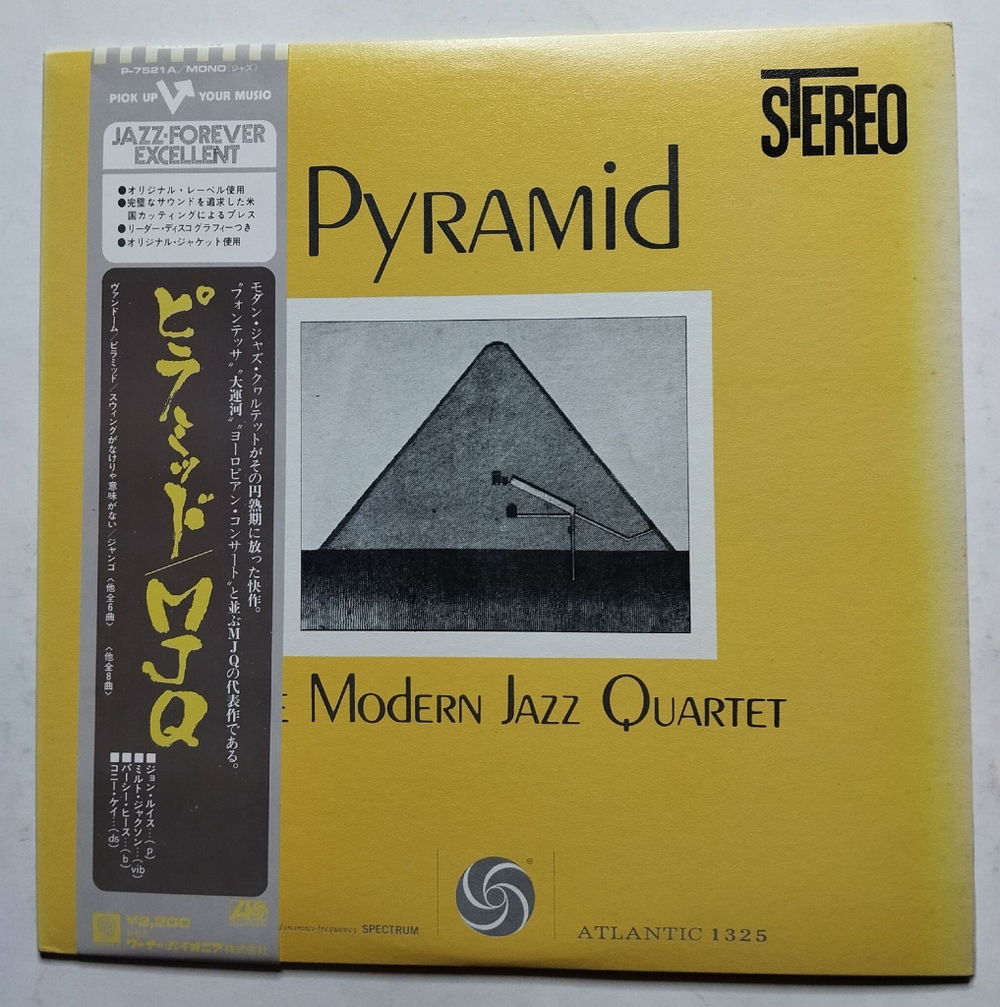 P-7521A/MONO(ジャズ)
PICK UP YOUR MUSIC
JAZZ-FOREVER
EXCELLENT
●オリジナル・レーベル使用
●完璧なサウンドを追求した米
国カッティングによるプレス
●リーダー・ディスコグラフィーつき
●オリジナル・ジャケット使用
モダン・ジャズ・クヮルテットがその円熟期に放った快作。
"フォンテッサ" "大運河" "ヨーロピアン・コンサート"と並ぶMJQの代表作である。
ピラミッド/MJQ
ヴァンドーム/ピラミッド/スウィングがなけりゃ意味がない/ジャンゴ〈他全6曲〉
〈他全8曲〉
■ジョン・ルイス…(p)
■ミルト・ジャクソン…(vib)
■パーシー・ヒース…(b)
■コニー・ケイ…(ds)
¥2,200
ワーナー・パイオニア株式会社
STEREO
PYRAMID
MODERN JAZZ QUARTET
dynamics-frequency SPECTRUM
®
ATLANTIC 1325